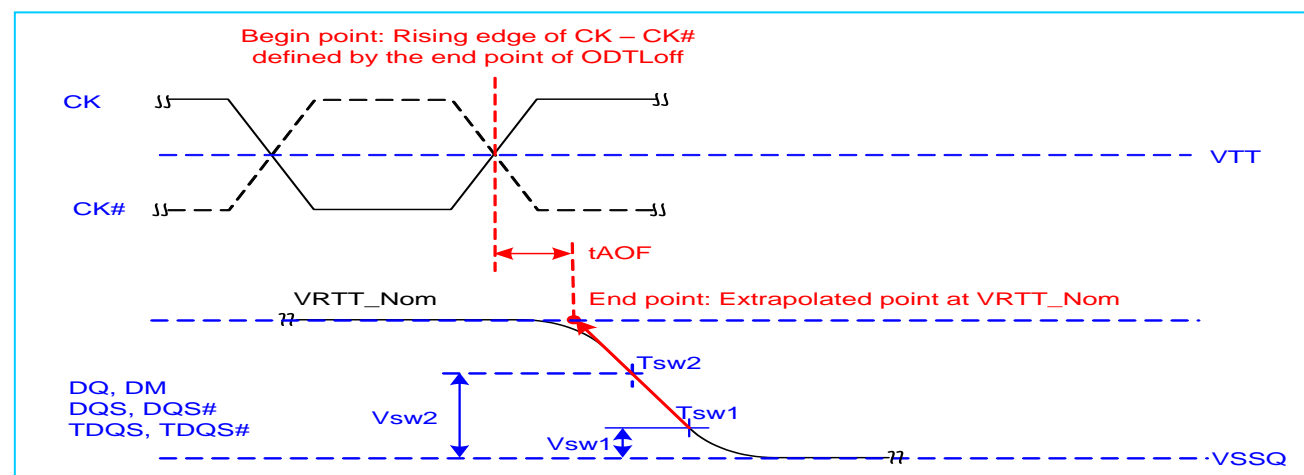 Begin point: Rising edge of CK – CK#
defined by the end point of ODTLoff
CK
VTT
CK#
tAOF
VRTT_Nom
End point: Extrapolated point at VRTT_Nom
Tsw2
DQ, DM
DQS, DQS#
TDQS, TDQS#
Vsw2
Tsw1
Vsw1
VSSQ